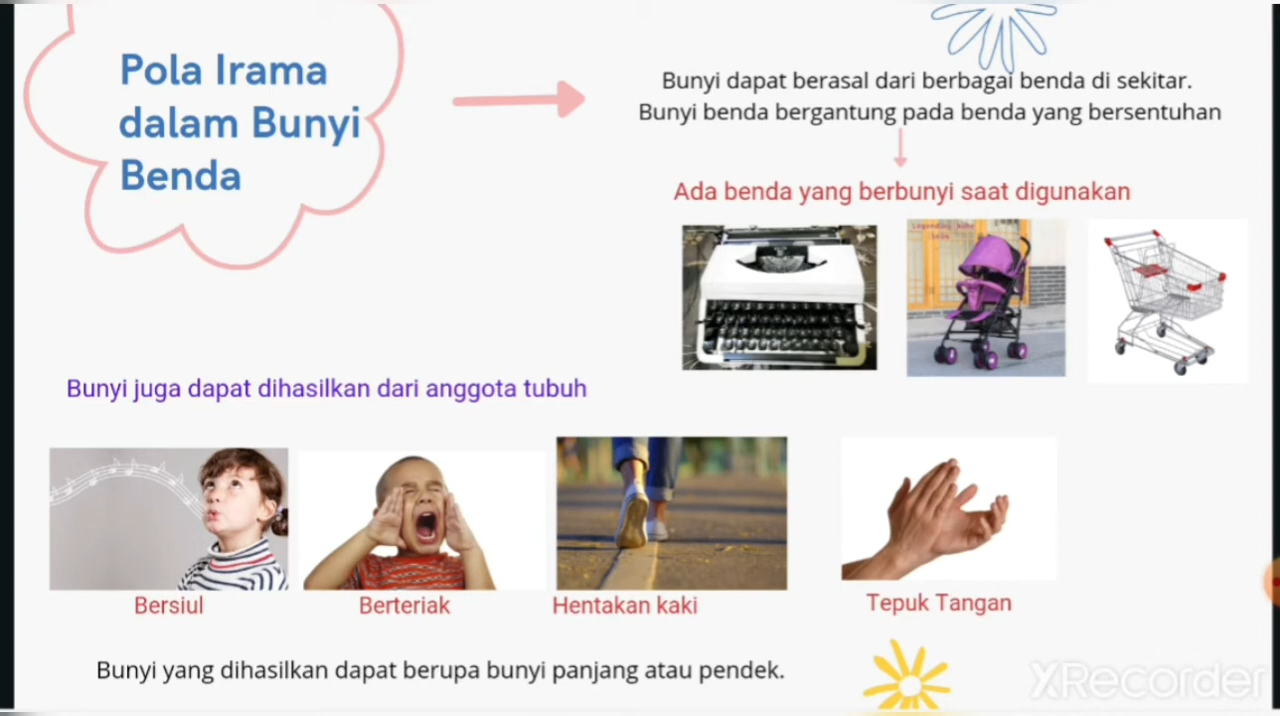 Pola Irama
dalam Bunyi
Benda
Bunyi dapat berasal dari berbagai benda di sekitar.
Bunyi benda bergantung pada benda yang bersentuhan
Ada benda yang berbunyi saat digunakan
Bunyi juga dapat dihasilkan dari anggota tubuh
Bersiul
Berteriak
Hentakan kaki
Tepuk Tangan
Bunyi yang dihasilkan dapat berupa bunyi panjang atau pendek.
XRecorder